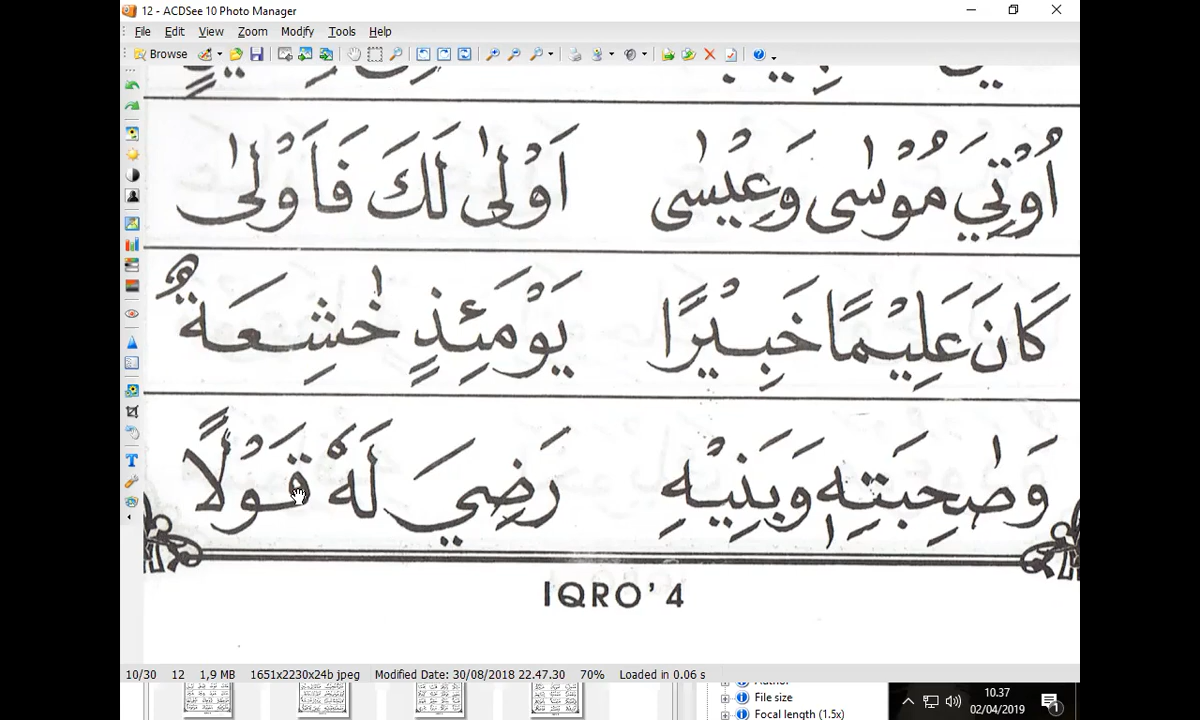 12 - ACDSee 10 Photo Manager
File Edit View Zoom Modify Tools Help
Browse
اُوْتِيَ مُوْسٰى وَعِيْسٰى اَوْلٰى لَكَ فَاَوْلٰى
كَانَ عَلِيْمًا خَبِيْرًا يَوْمَئِذٍ خٰشِعَةٌ
وَصٰحِبَتِهٖ وَبَنِيْهِ رَضِيَ لَهٗ قَوْلًا
IQRO' 4
10/30 12 1,9 MB 1651x2230x24b jpeg Modified Date: 30/08/2018 22.47.30 70% Loaded in 0.06 s
File size
Focal length (1.5x)
10.37
02/04/2019
1